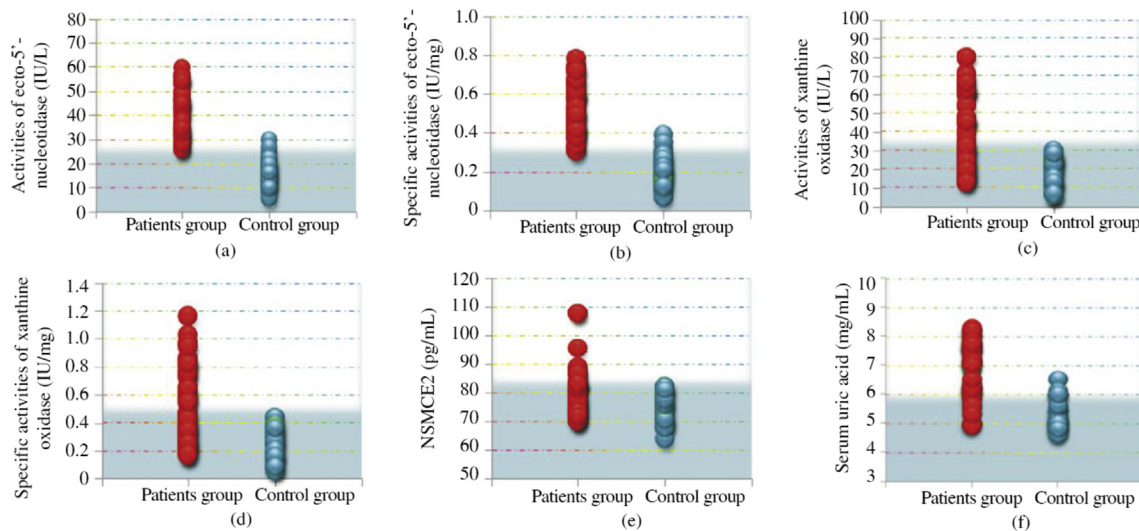 Activities of ecto-5’-
nucleotidase (IU/L)
80
70
60
50
40
30
20
10
0
Patients group Control group
(a)
Specific activities of ecto-5’-
nucleotidase (IU/mg)
1.0
0.8
0.6
0.4
0.2
0
Patients group Control group
(b)
Activities of xanthine
oxidase (IU/L)
100
90
80
70
60
50
40
30
20
10
0
Patients group Control group
(c)
Specific activities of xanthine
oxidase (IU/mg)
1.4
1.2
1.0
0.8
0.6
0.4
0.2
0
Patients group Control group
(d)
NSMCE2 (pg/mL)
120
110
100
90
80
70
60
50
Patients group Control group
(e)
Serum uric acid (mg/mL)
10
9
8
7
6
5
4
3
Patients group Control group
(f)